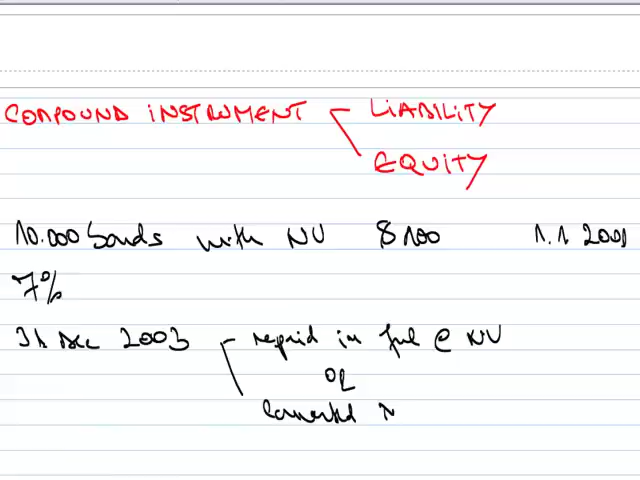 COMPOUND INSTRUMENT LIABILITY
EQUITY
10.000 bonds with NV $100 1.1.2001
7%
31 Dec 2003 repaid in full @ NV
OR
converted